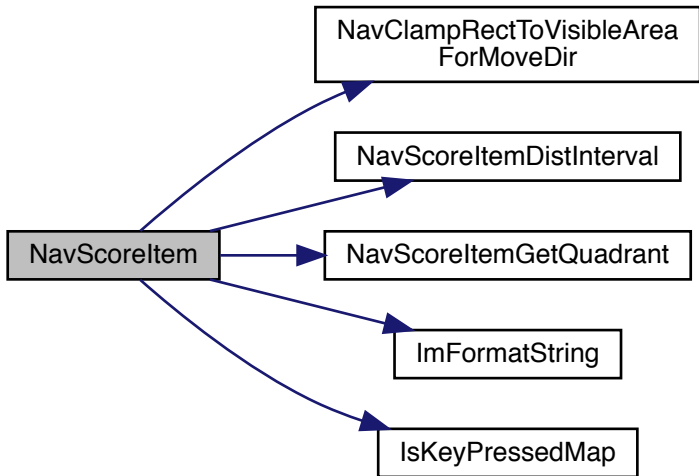 NavScoreItem
NavClampRectToVisibleArea
ForMoveDir
NavScoreItemDistInterval
NavScoreItemGetQuadrant
ImFormatString
IsKeyPressedMap